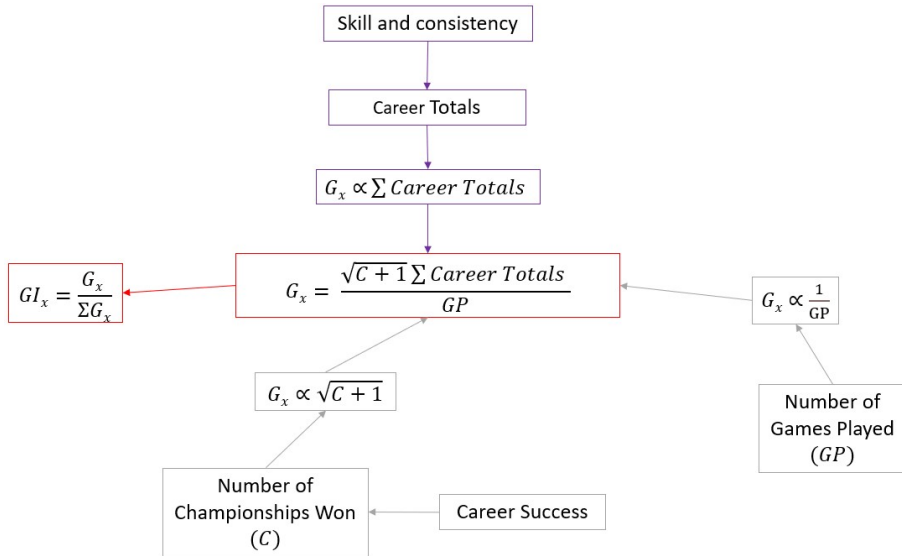 Skill and consistency
Career Totals
G_x ∝ ∑ Career Totals
G_x = √(C + 1) ∑ Career Totals / GP
GI_x = G_x / ΣG_x
G_x ∝ 1 / GP
G_x ∝ √(C + 1)
Number of
Games Played
(GP)
Number of
Championships Won
(C)
Career Success